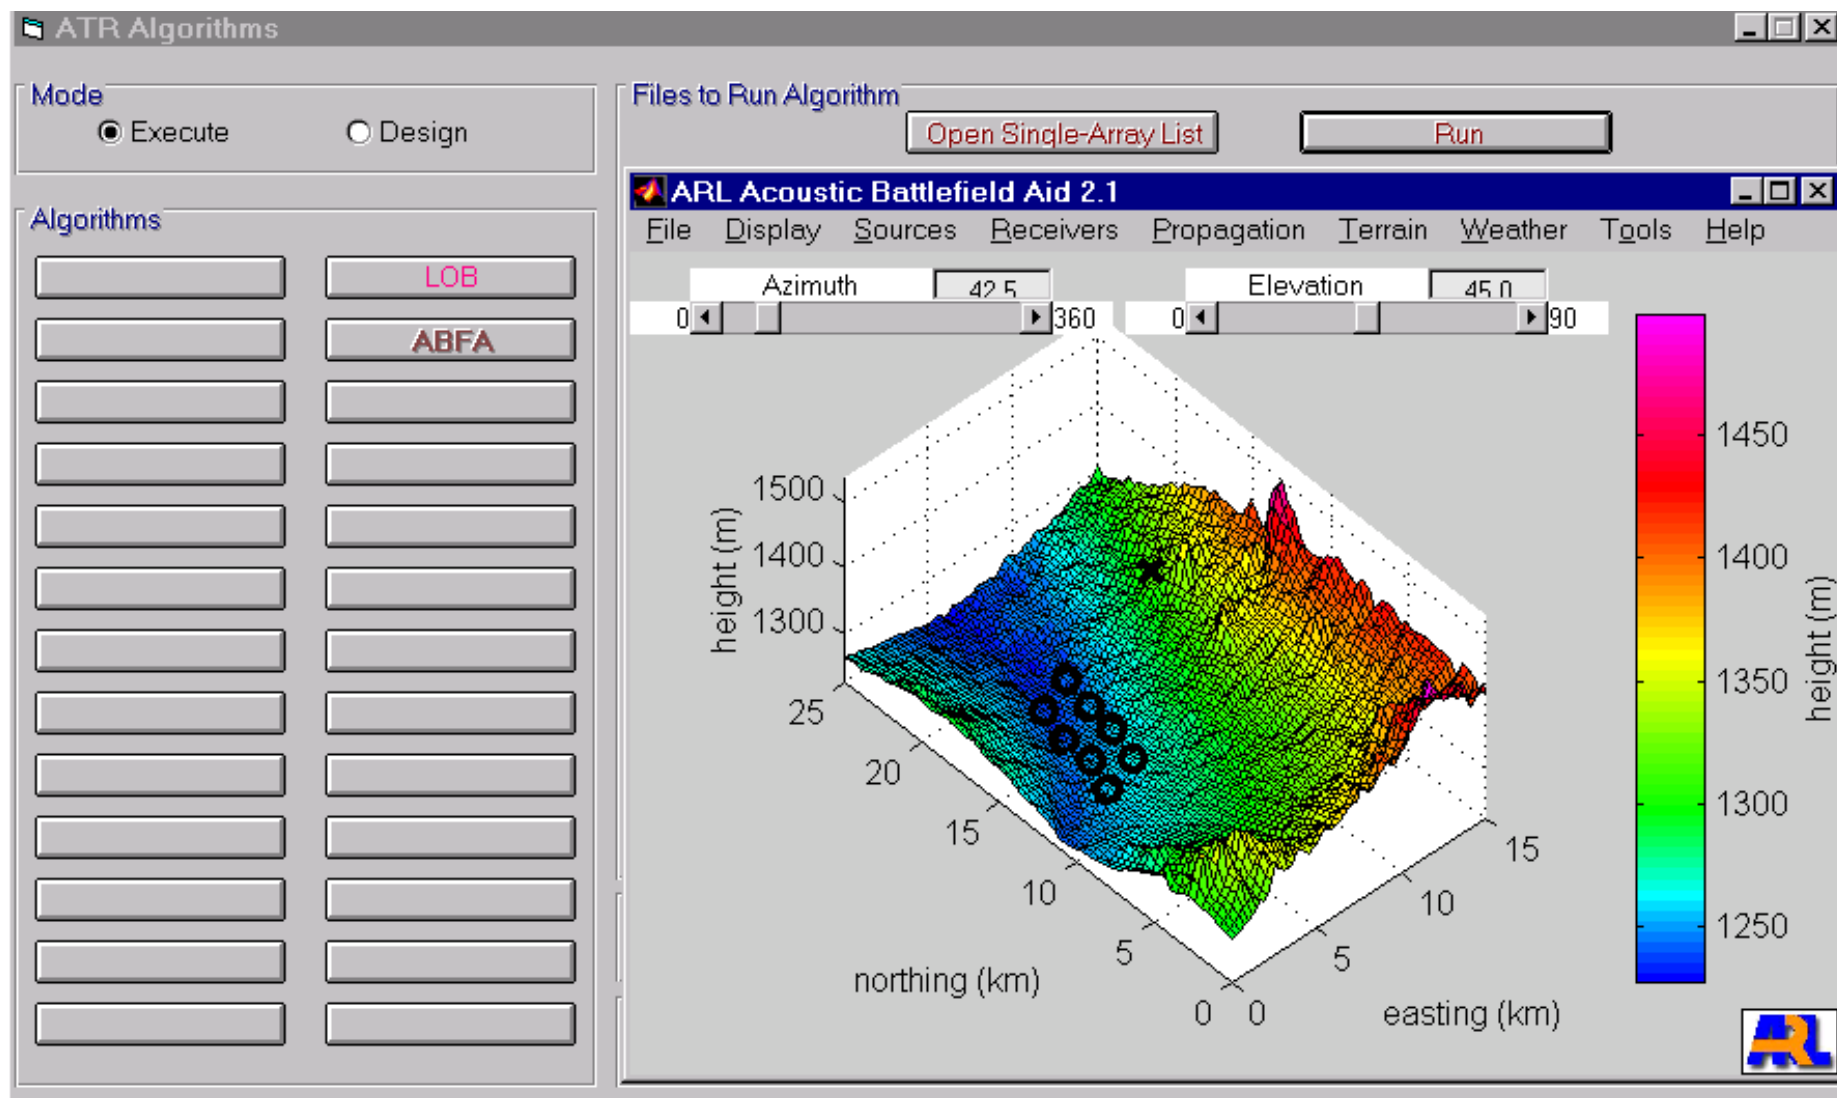 ATR Algorithms
Mode
Execute Design
Algorithms
LOB
ABFA
Files to Run Algorithm
Open Single-Array List Run
ARL Acoustic Battlefield Aid 2.1
File Display Sources Receivers Propagation Terrain Weather Tools Help
Azimuth 42.5
0 360
Elevation 45.0
0 90
height (m)
1500
1400
1300
25
20
15
10
5
0
northing (km)
0
5
10
15
easting (km)
1450
1400
1350
1300
1250
height (m)
ARL